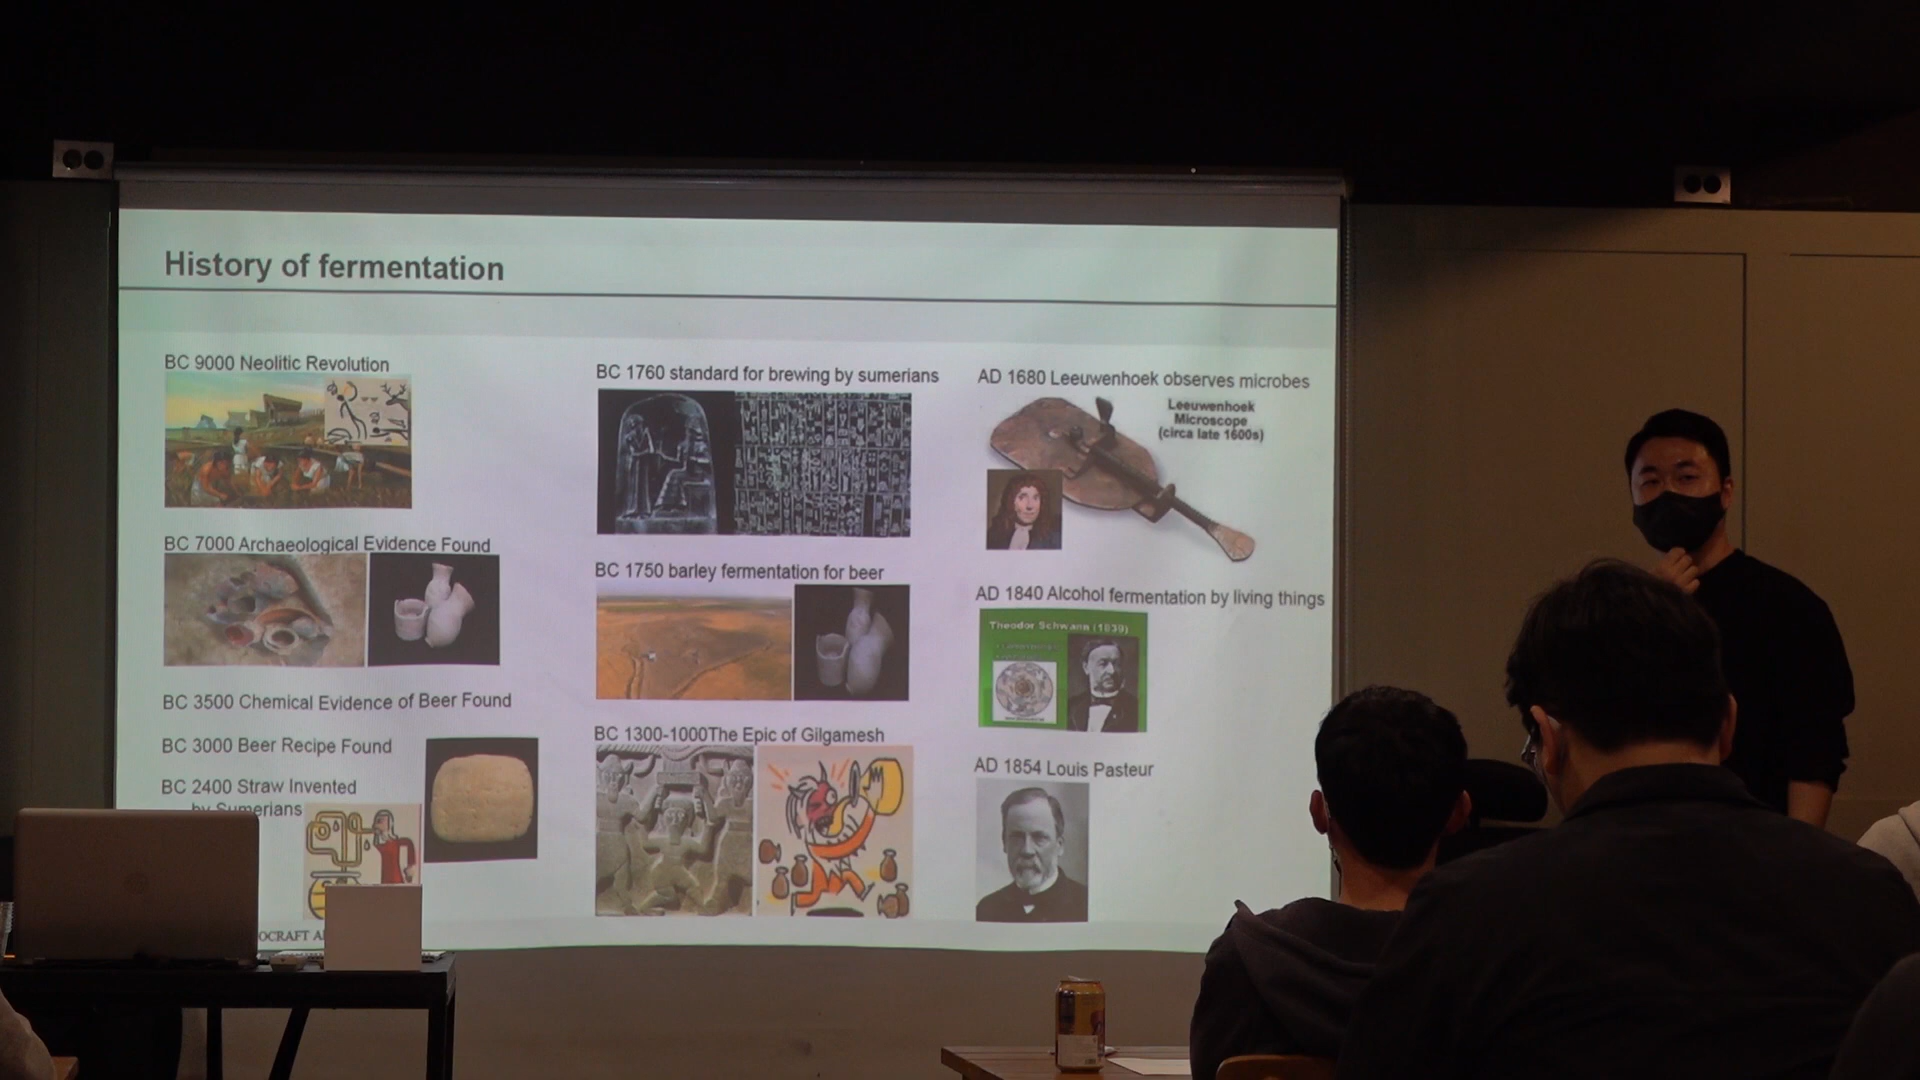 History of fermentation
BC 9000 Neolitic Revolution
BC 7000 Archaeological Evidence Found
BC 3500 Chemical Evidence of Beer Found
BC 3000 Beer Recipe Found
BC 2400 Straw Invented
by Sumerians
BC 1760 standard for brewing by sumerians
BC 1750 barley fermentation for beer
BC 1300-1000The Epic of Gilgamesh
AD 1680 Leeuwenhoek observes microbes
Leeuwenhoek
Microscope
(circa late 1600s)
AD 1840 Alcohol fermentation by living things
Theodor Schwann (1839)
AD 1854 Louis Pasteur
OCRAFT